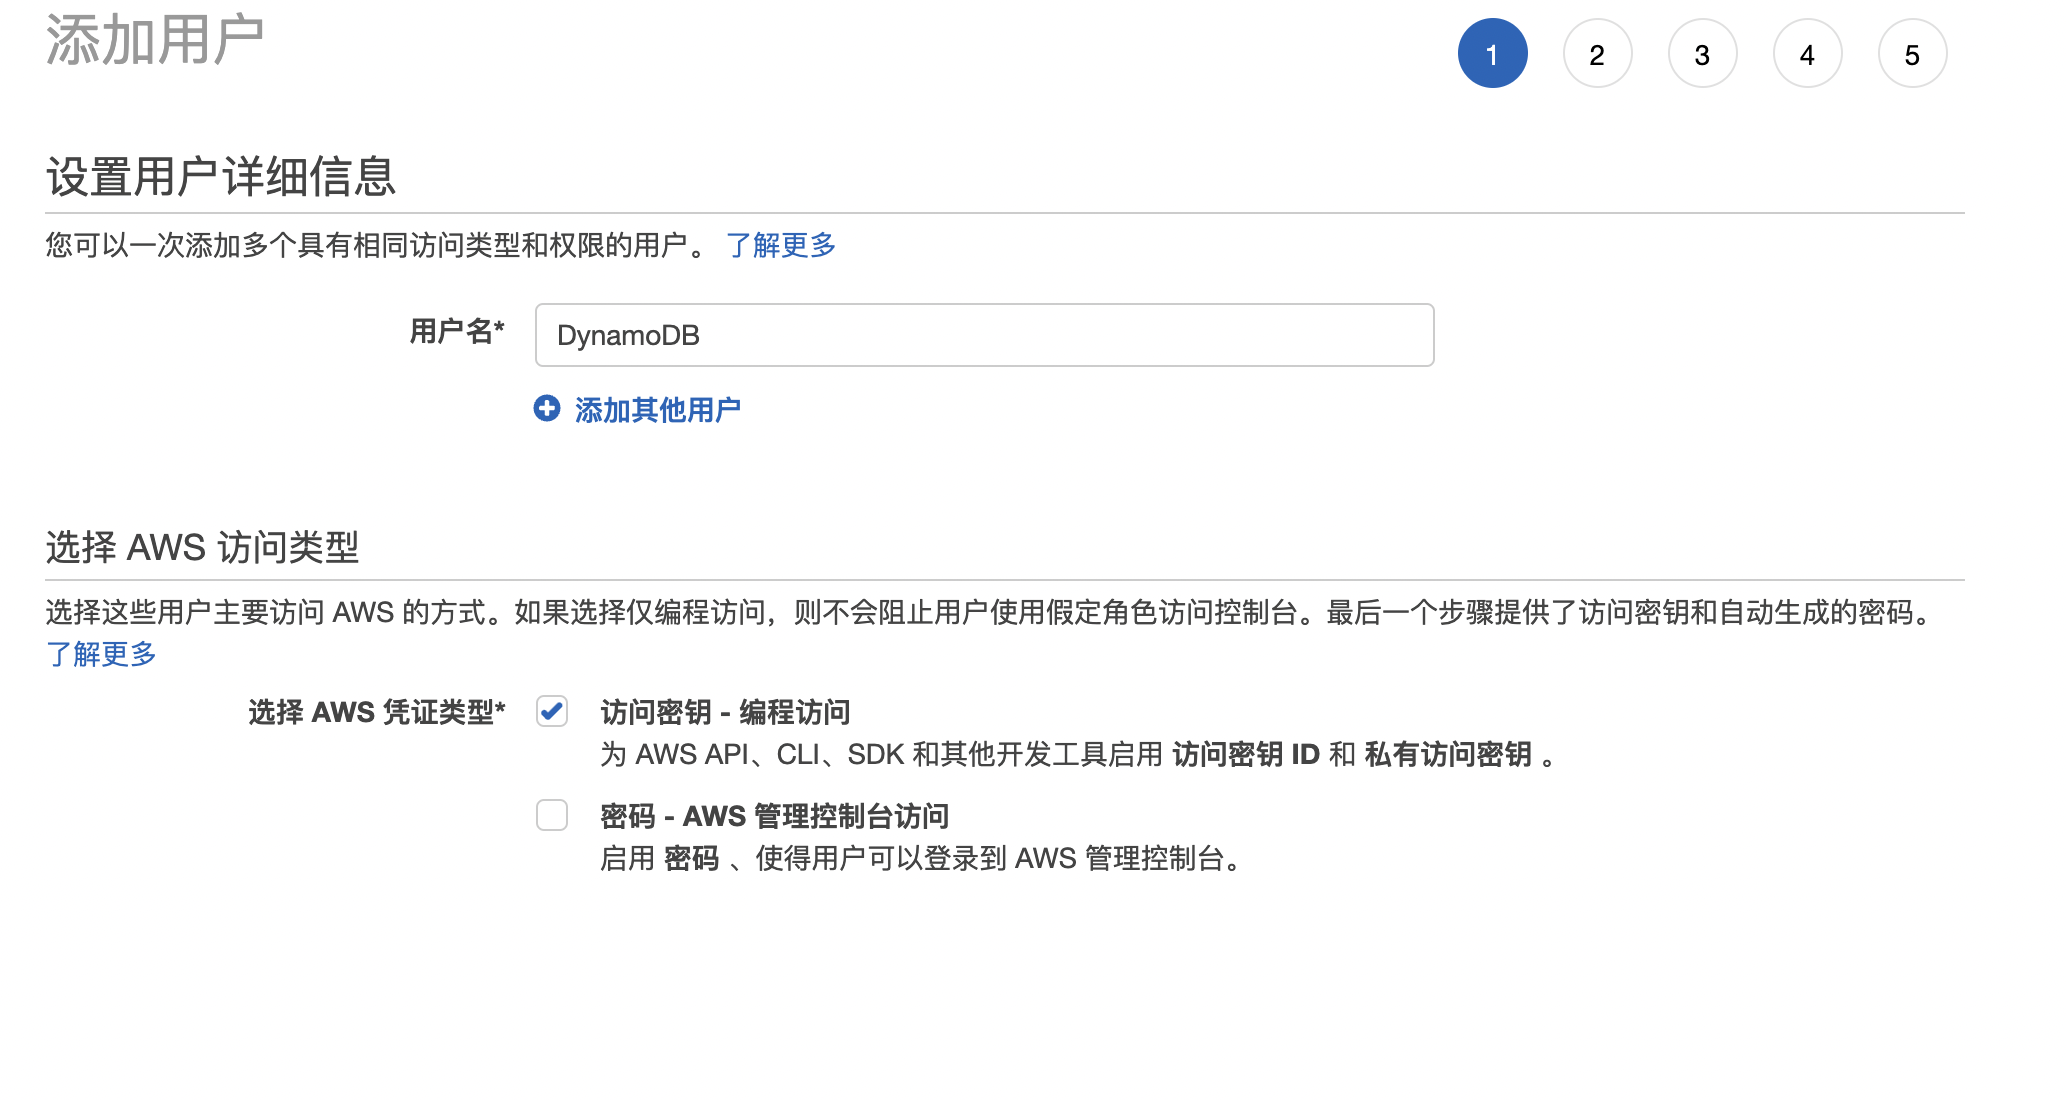 添加用户
1 2 3 4 5
设置用户详细信息
您可以一次添加多个具有相同访问类型和权限的用户。 了解更多
用户名* DynamoDB
添加其他用户
选择 AWS 访问类型
选择这些用户主要访问 AWS 的方式。如果选择仅编程访问，则不会阻止用户使用假定角色访问控制台。最后一个步骤提供了访问密钥和自动生成的密码。
了解更多
选择 AWS 凭证类型* 访问密钥 - 编程访问
为 AWS API、CLI、SDK 和其他开发工具启用 访问密钥 ID 和 私有访问密钥 。
密码 - AWS 管理控制台访问
启用 密码 、使得用户可以登录到 AWS 管理控制台。